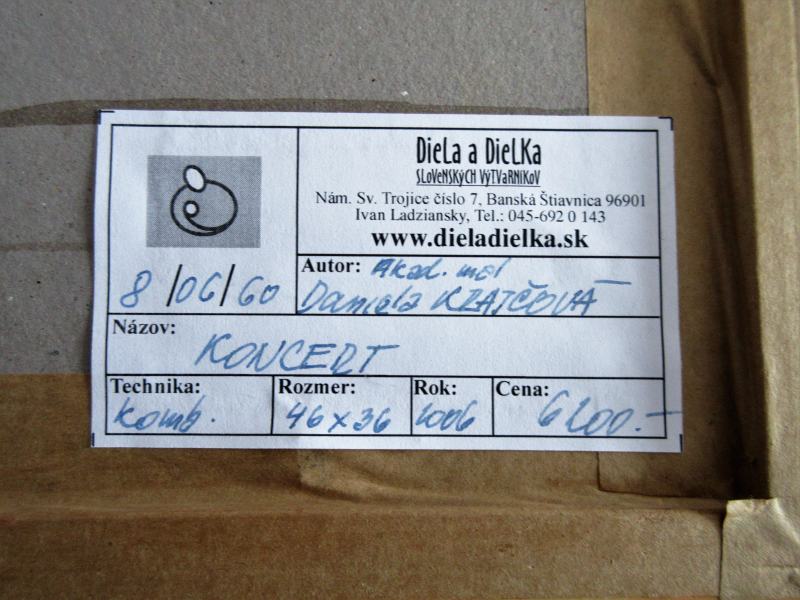 DieLa a DieLKa
SLoVeNSKýCH VýTVaRNíKoV
Nám. Sv. Trojice číslo 7, Banská Štiavnica 96901
Ivan Ladziansky, Tel.: 045-692 0 143
www.dieladielka.sk
8/06/60
Autor: Akad. mal
Daniela KRAJČOVÁ
Názov:
KONCERT
Technika: Rozmer: Rok: Cena:
Komb. 46 x 36 2006 6200.-